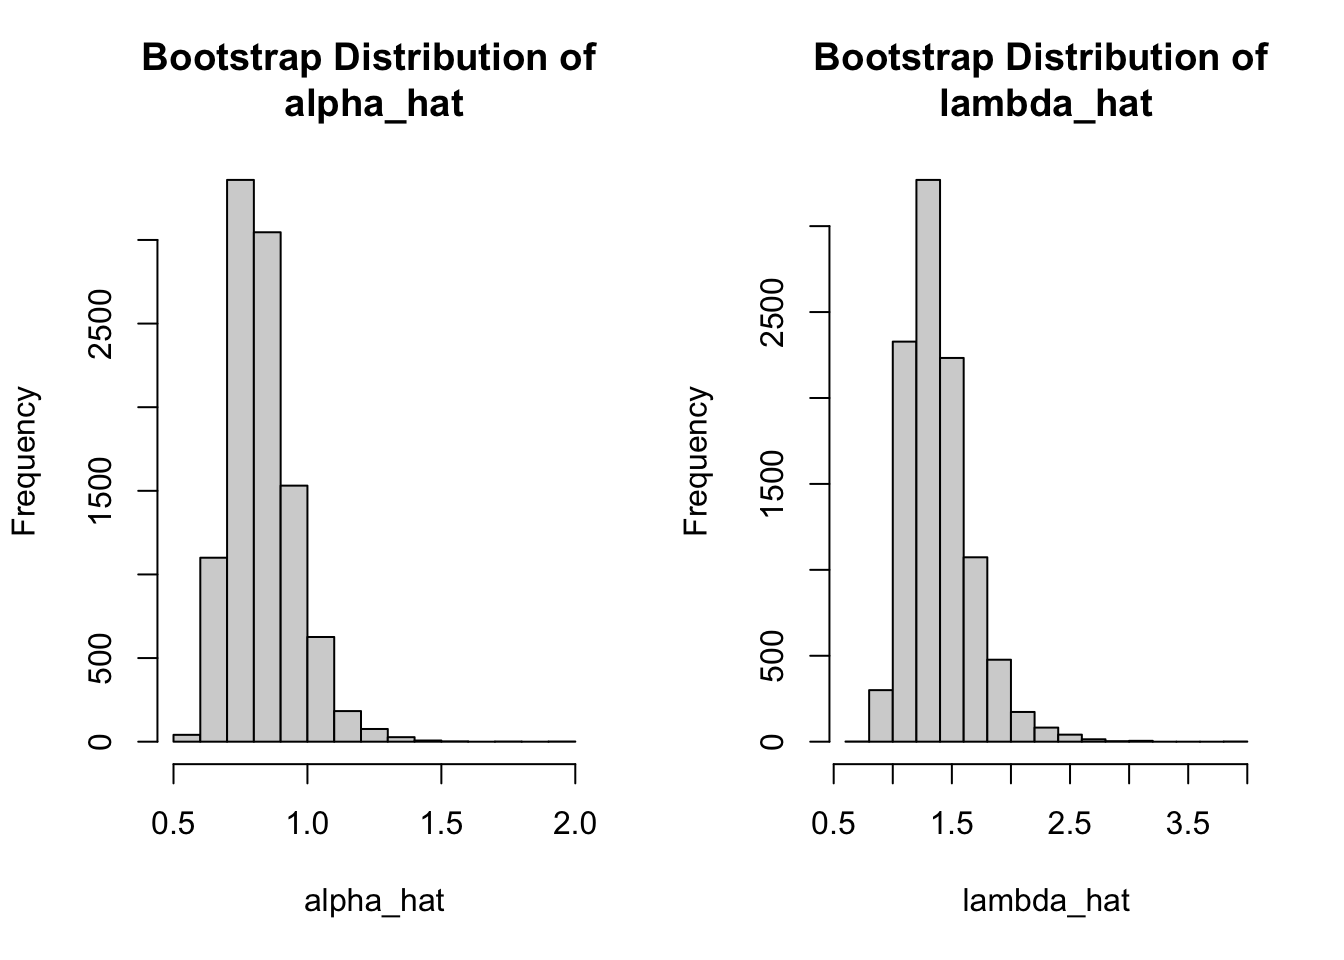 Bootstrap Distribution of
alpha_hat
Frequency
2500
1500
500
0
0.5 1.0 1.5 2.0
alpha_hat
Bootstrap Distribution of
lambda_hat
Frequency
2500
1500
500
0
0.5 1.5 2.5 3.5
lambda_hat